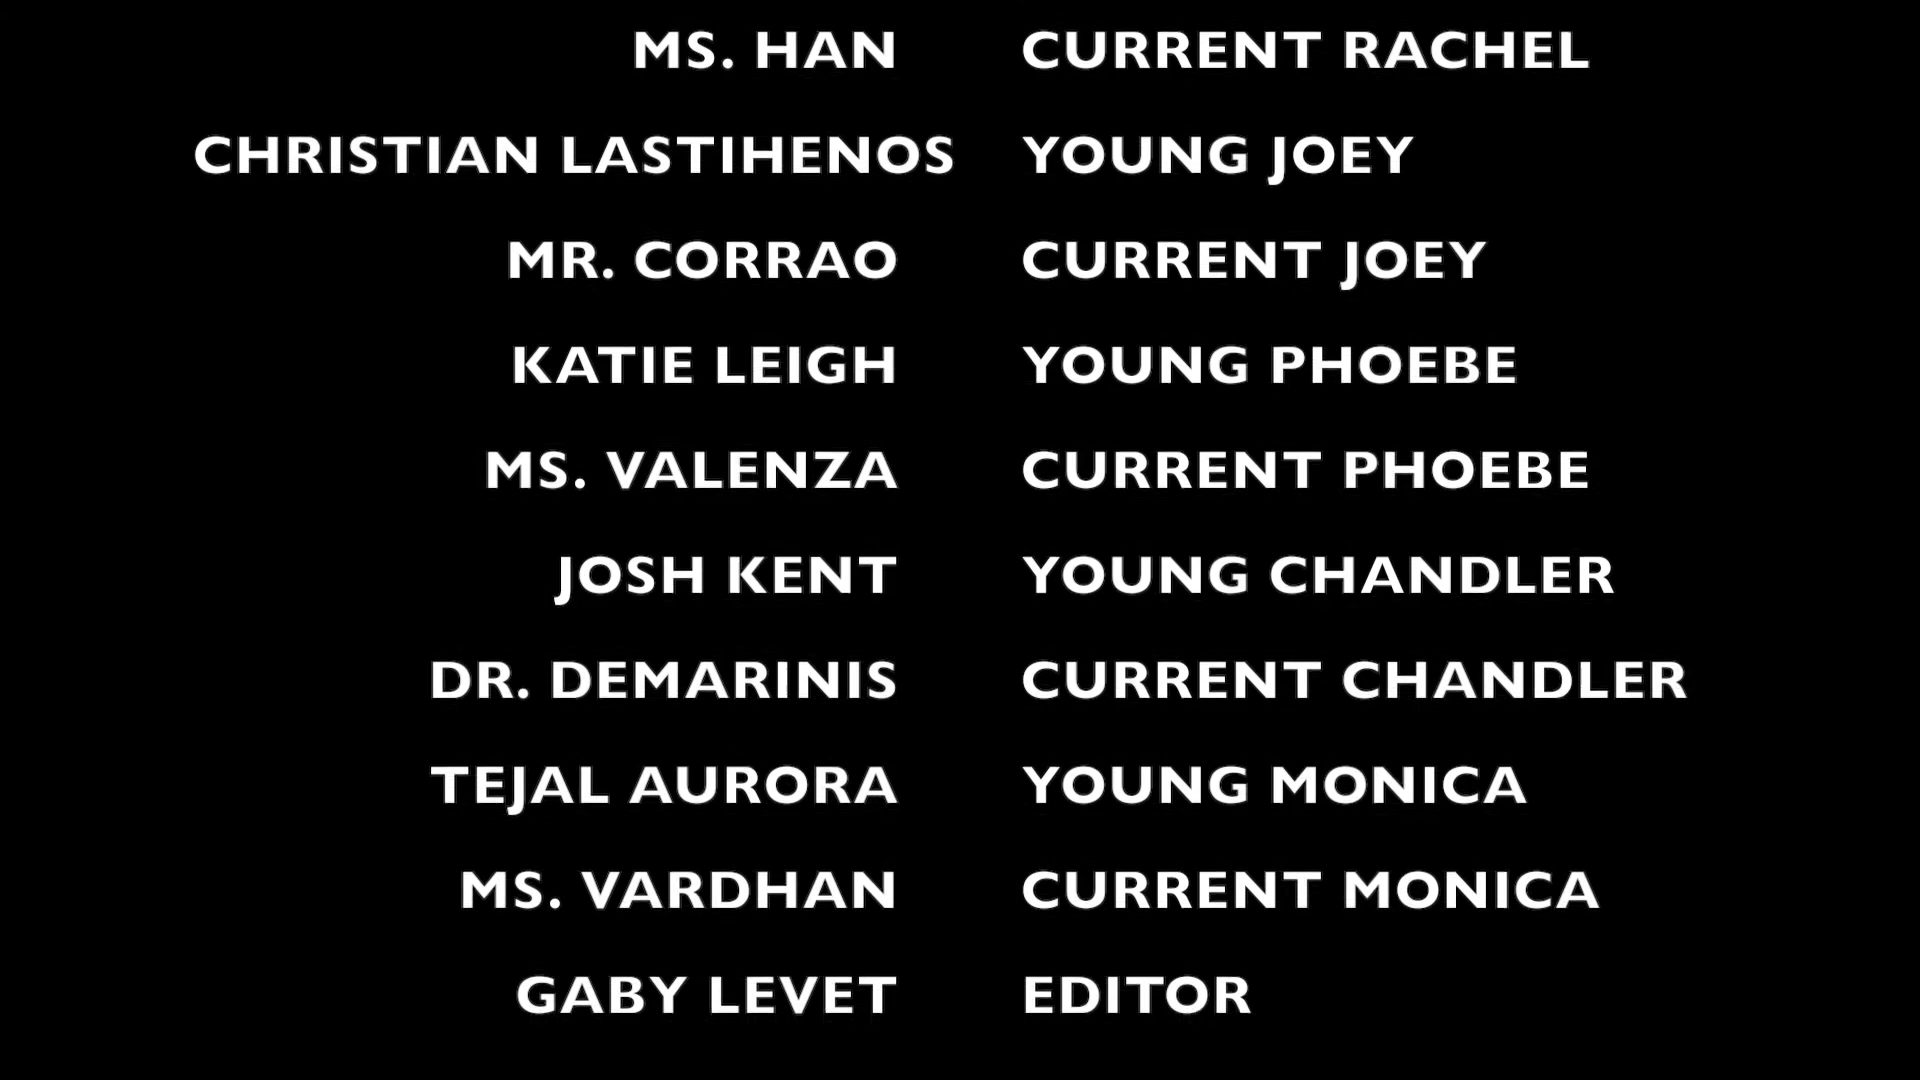 MS. HAN CURRENT RACHEL
CHRISTIAN LASTIHENOS YOUNG JOEY
MR. CORRAO CURRENT JOEY
KATIE LEIGH YOUNG PHOEBE
MS. VALENZA CURRENT PHOEBE
JOSH KENT YOUNG CHANDLER
DR. DEMARINIS CURRENT CHANDLER
TEJAL AURORA YOUNG MONICA
MS. VARDHAN CURRENT MONICA
GABY LEVET EDITOR